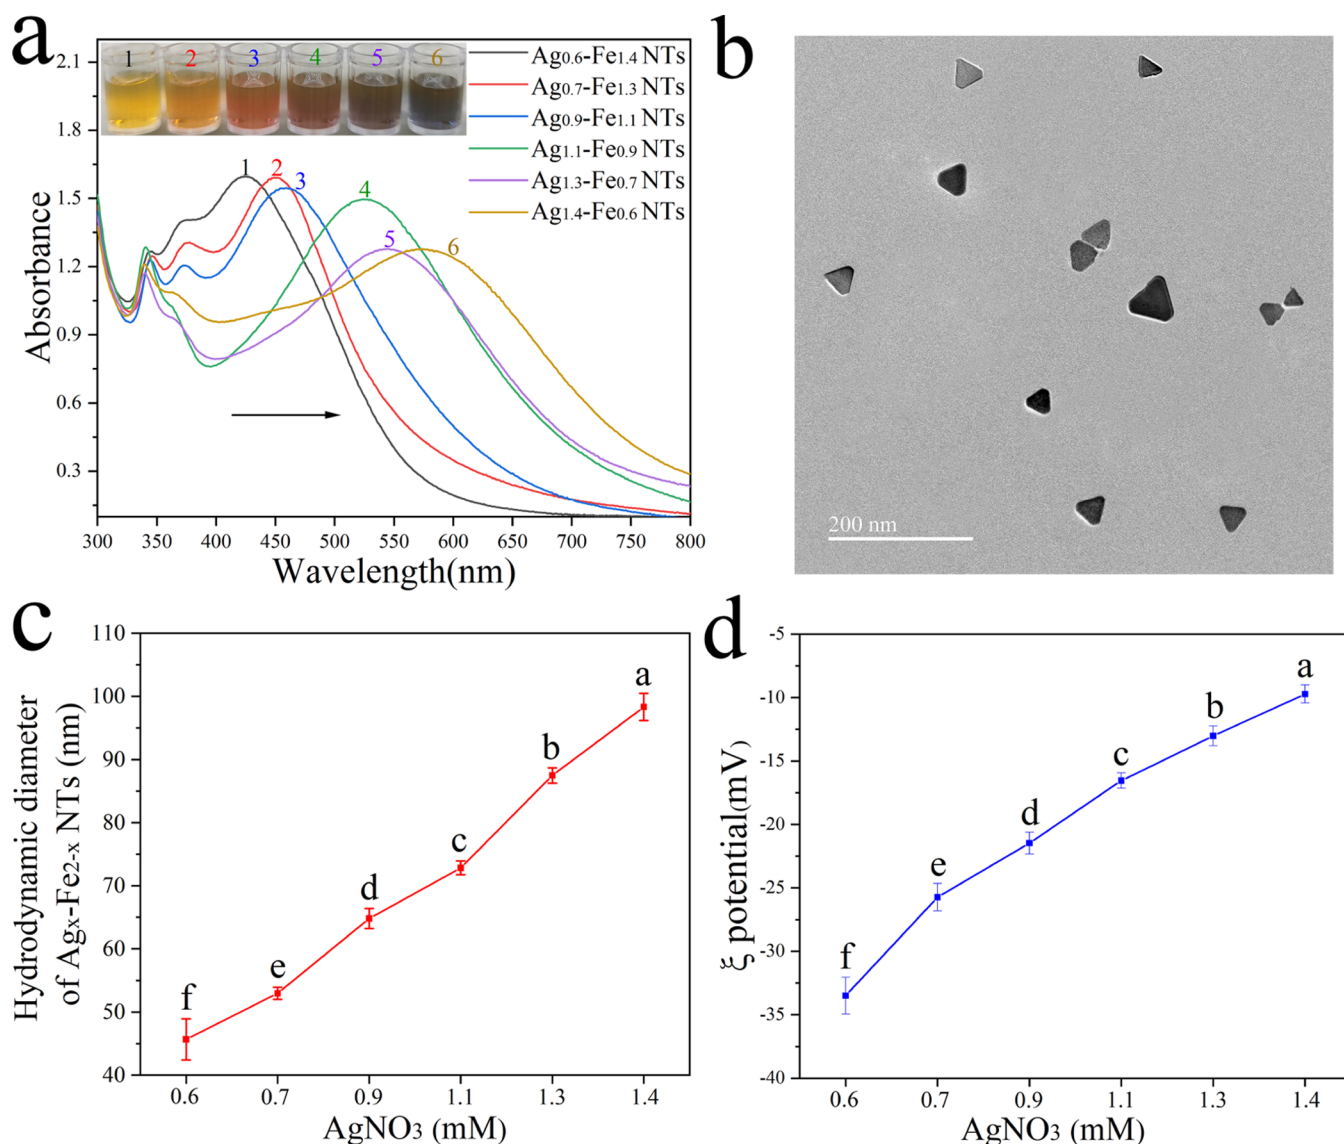 a
2.1
1.8
1.5
1.2
0.9
0.6
0.3
Absorbance
1 2 3 4 5 6
Ag0.6-Fe1.4 NTs
Ag0.7-Fe1.3 NTs
Ag0.9-Fe1.1 NTs
Ag1.1-Fe0.9 NTs
Ag1.3-Fe0.7 NTs
Ag1.4-Fe0.6 NTs
1 2 3 4 5 6
300 350 400 450 500 550 600 650 700 750 800
Wavelength(nm)
b
200 nm
c
110
100
90
80
70
60
50
40
Hydrodynamic diameter
of Agx-Fe2-x NTs (nm)
f e d c b a
0.6 0.7 0.9 1.1 1.3 1.4
AgNO3 (mM)
d
-5
-10
-15
-20
-25
-30
-35
-40
ξ potential(mV)
f e d c b a
0.6 0.7 0.9 1.1 1.3 1.4
AgNO3 (mM)